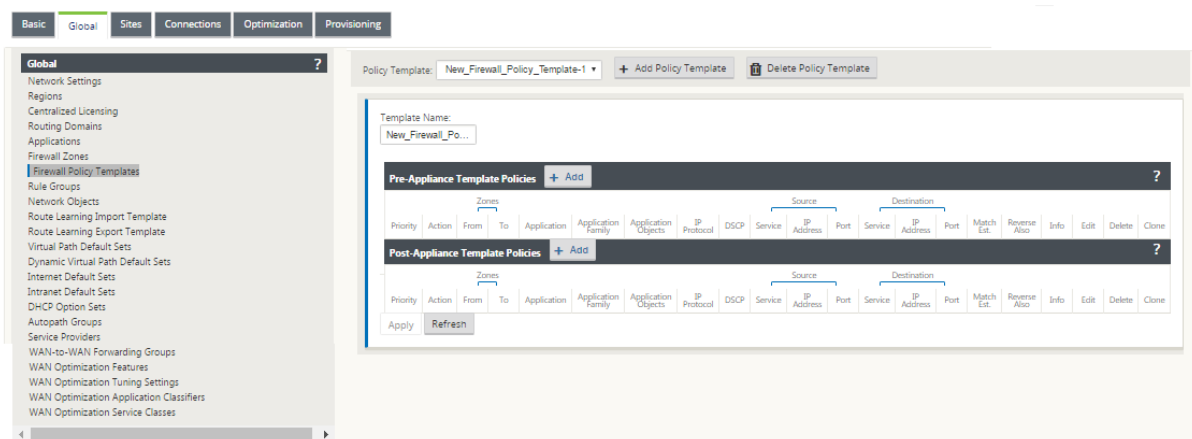 Basic Global Sites Connections Optimization Provisioning
Global ?
Network Settings
Regions
Centralized Licensing
Routing Domains
Applications
Firewall Zones
Firewall Policy Templates
Rule Groups
Network Objects
Route Learning Import Template
Route Learning Export Template
Virtual Path Default Sets
Dynamic Virtual Path Default Sets
Internet Default Sets
Intranet Default Sets
DHCP Option Sets
Autopath Groups
Service Providers
WAN-to-WAN Forwarding Groups
WAN Optimization Features
WAN Optimization Tuning Settings
WAN Optimization Application Classifiers
WAN Optimization Service Classes
Policy Template: New_Firewall_Policy_Template-1 + Add Policy Template Delete Policy Template
Template Name:
New_Firewall_Po...
Pre-Appliance Template Policies + Add ?
Zones Source Destination
Priority Action From To Application Application Family Application Objects IP Protocol DSCP Service IP Address Port Service IP Address Port Match Est. Reverse Also Info Edit Delete Clone
Post-Appliance Template Policies + Add ?
Zones Source Destination
Priority Action From To Application Application Family Application Objects IP Protocol DSCP Service IP Address Port Service IP Address Port Match Est. Reverse Also Info Edit Delete Clone
Apply Refresh